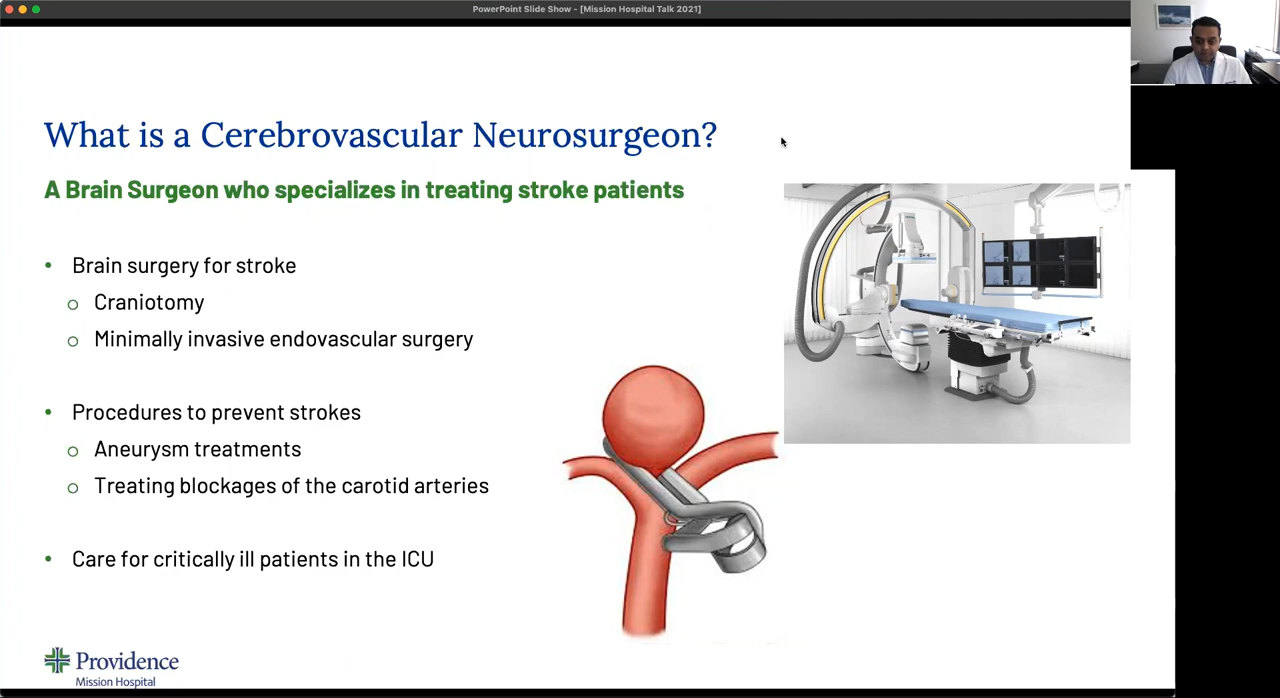 PowerPoint Slide Show - [Mission Hospital Talk 2021]
What is a Cerebrovascular Neurosurgeon?
A Brain Surgeon who specializes in treating stroke patients
• Brain surgery for stroke
o Craniotomy
o Minimally invasive endovascular surgery
• Procedures to prevent strokes
o Aneurysm treatments
o Treating blockages of the carotid arteries
• Care for critically ill patients in the ICU
Providence
Mission Hospital